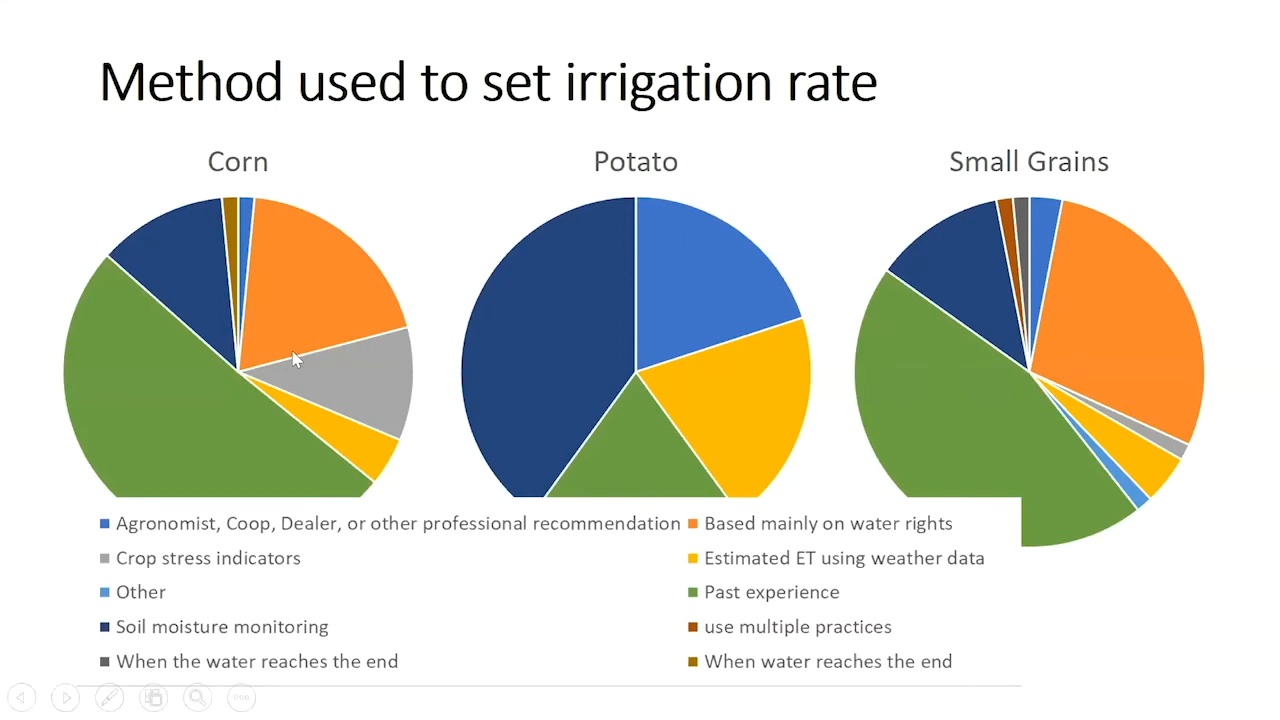 Method used to set irrigation rate
Corn
Potato
Small Grains
Agronomist, Coop, Dealer, or other professional recommendation
Based mainly on water rights
Crop stress indicators
Estimated ET using weather data
Other
Past experience
Soil moisture monitoring
use multiple practices
When the water reaches the end
When water reaches the end